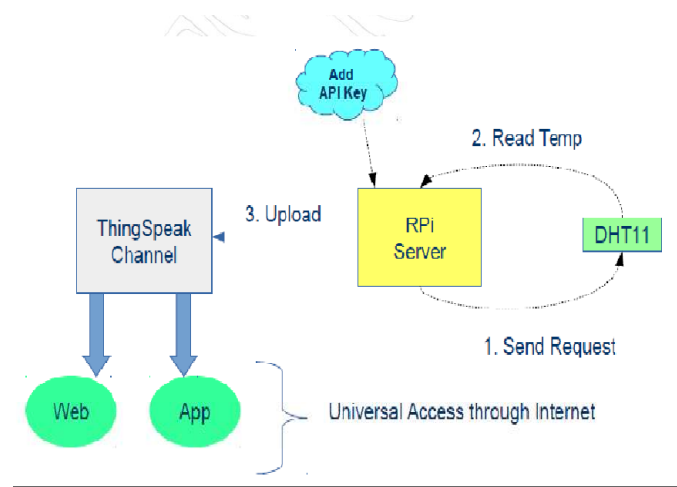 Add
API Key
2. Read Temp
3. Upload
ThingSpeak
Channel
RPi
Server
DHT11
1. Send Request
Web
App
Universal Access through Internet